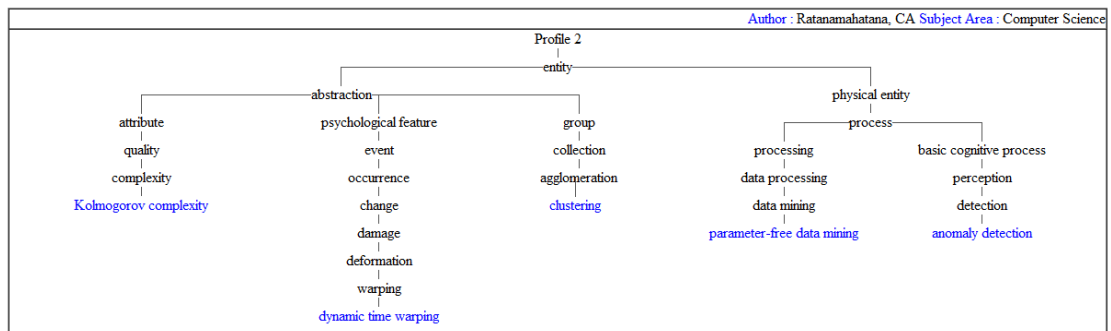 Author : Ratanamahatana, CA Subject Area : Computer Science
Profile 2
entity
abstraction physical entity
attribute psychological feature group process
quality event collection processing basic cognitive process
complexity occurrence agglomeration data processing perception
Kolmogorov complexity change clustering data mining detection
damage parameter-free data mining anomaly detection
deformation
warping
dynamic time warping